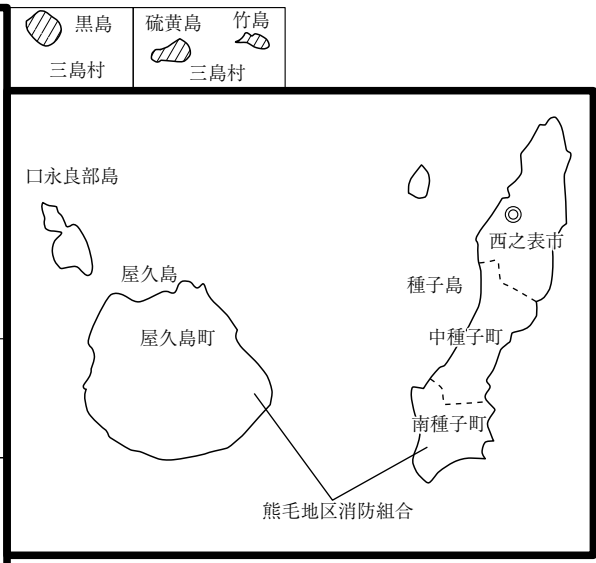 黒島
三島村
硫黄島
竹島
三島村
口永良部島
屋久島
屋久島町
西之表市
種子島
中種子町
南種子町
熊毛地区消防組合